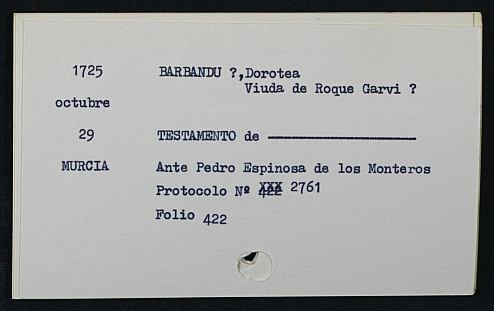 1725 BARBANDU ?, Dorotea
Viuda de Roque Garvi ?
octubre
29 TESTAMENTO de ————————
MURCIA Ante Pedro Espinosa de los Monteros
Protocolo Nº 422 XXX 2761
Folio 422